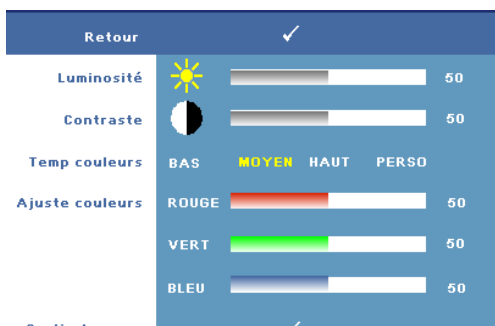 Retour
Luminosité 50
Contraste 50
Temp couleurs BAS MOYEN HAUT PERSO
Ajuste couleurs ROUGE 50
VERT 50
BLEU 50